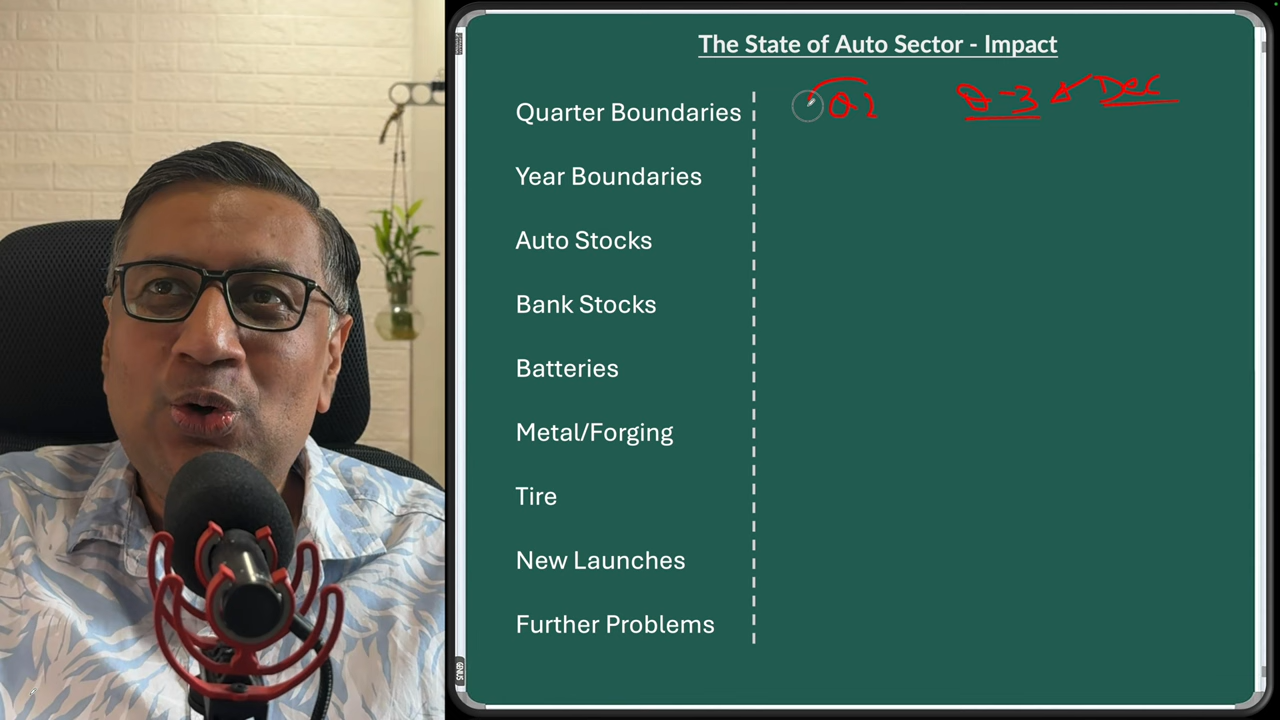 The State of Auto Sector - Impact
Quarter Boundaries Q2 Q-3 Dec
Year Boundaries
Auto Stocks
Bank Stocks
Batteries
Metal/Forging
Tire
New Launches
Further Problems
GENIUS